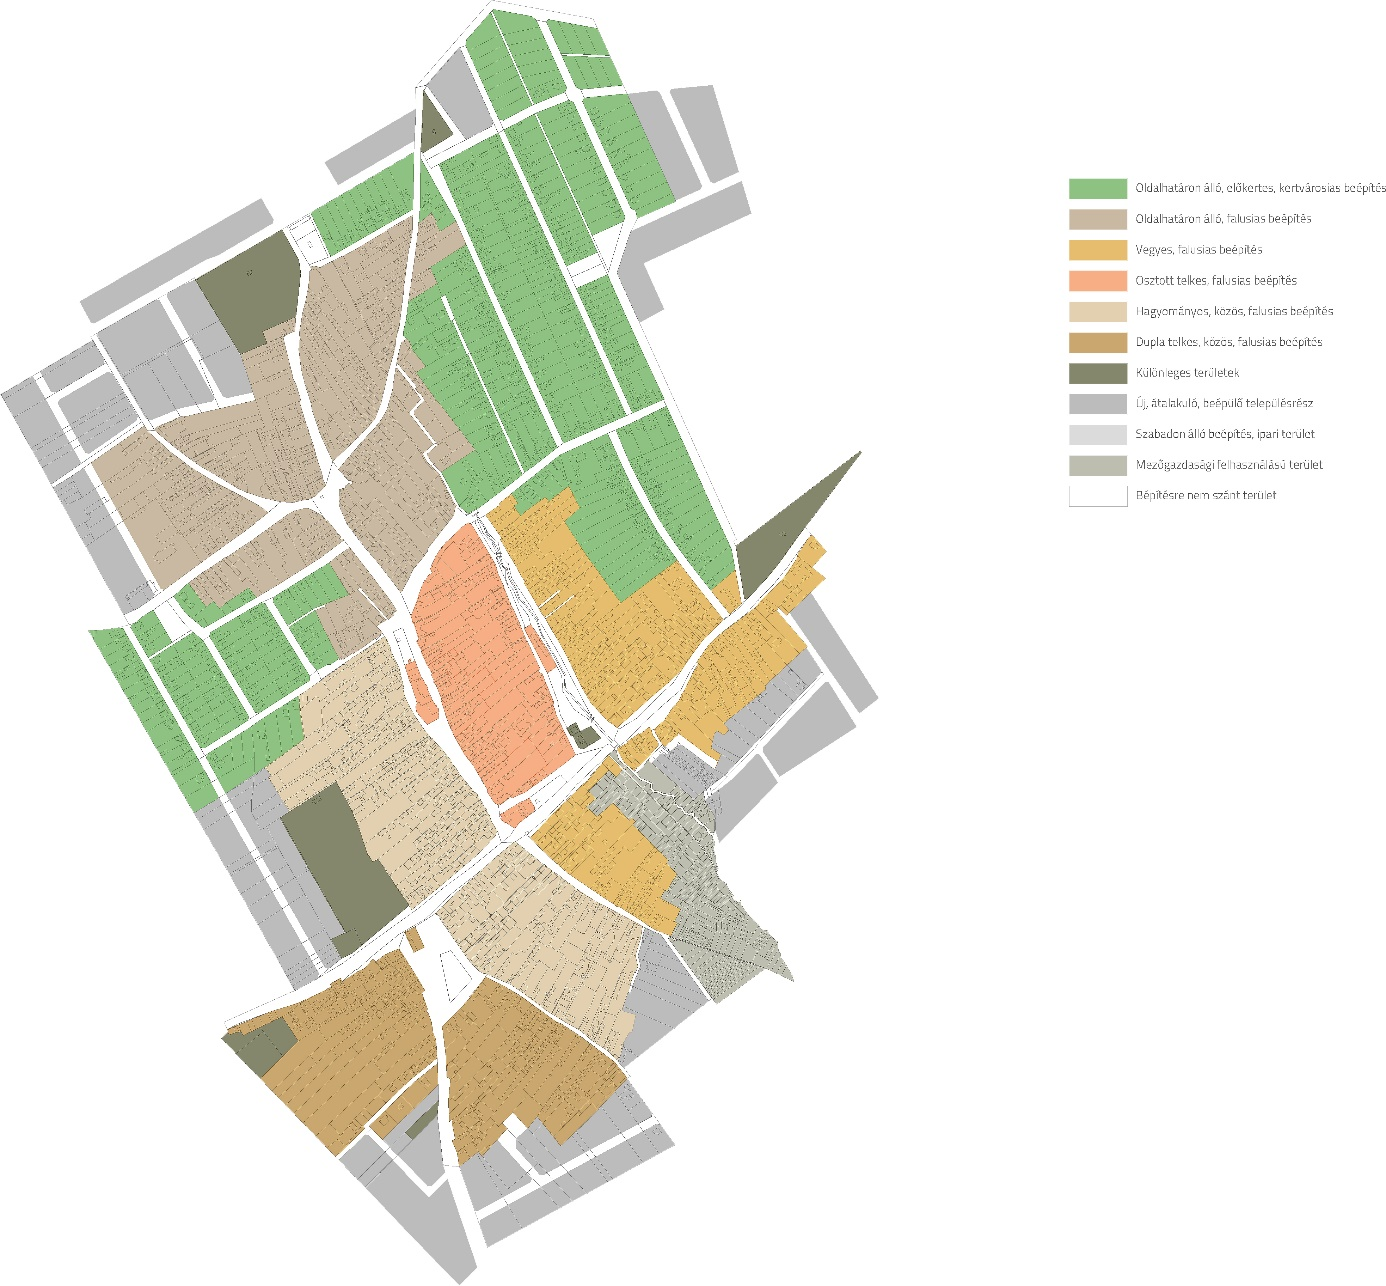 Oldalhatáron álló, előkertes, kertvárosias beépítés
Oldalhatáron álló, falusias beépítés
Vegyes, falusias beépítés
Osztott telkes, falusias beépítés
Hagyományos, közös, falusias beépítés
Dupla telkes, közös, falusias beépítés
Különleges területek
Új, átalakuló, beépülő településrész
Szabadon álló beépítés, ipari terület
Mezőgazdasági felhasználású terület
Bépítésre nem szánt terület